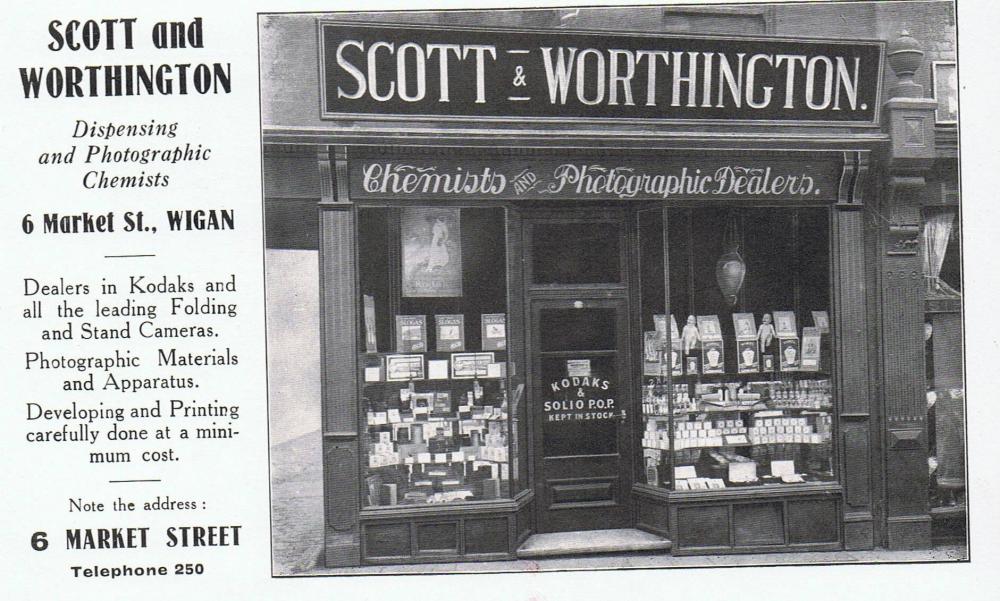 SCOTT and
WORTHINGTON
Dispensing
and Photographic
Chemists
6 Market St., WIGAN
Dealers in Kodaks and
all the leading Folding
and Stand Cameras.
Photographic Materials
and Apparatus.
Developing and Printing
carefully done at a mini-
mum cost.
Note the address :
6 MARKET STREET
Telephone 250
SCOTT & WORTHINGTON.
Chemists AND Photographic Dealers.
KODAKS
&
SOLIO P.O.P.
KEPT IN STOCK